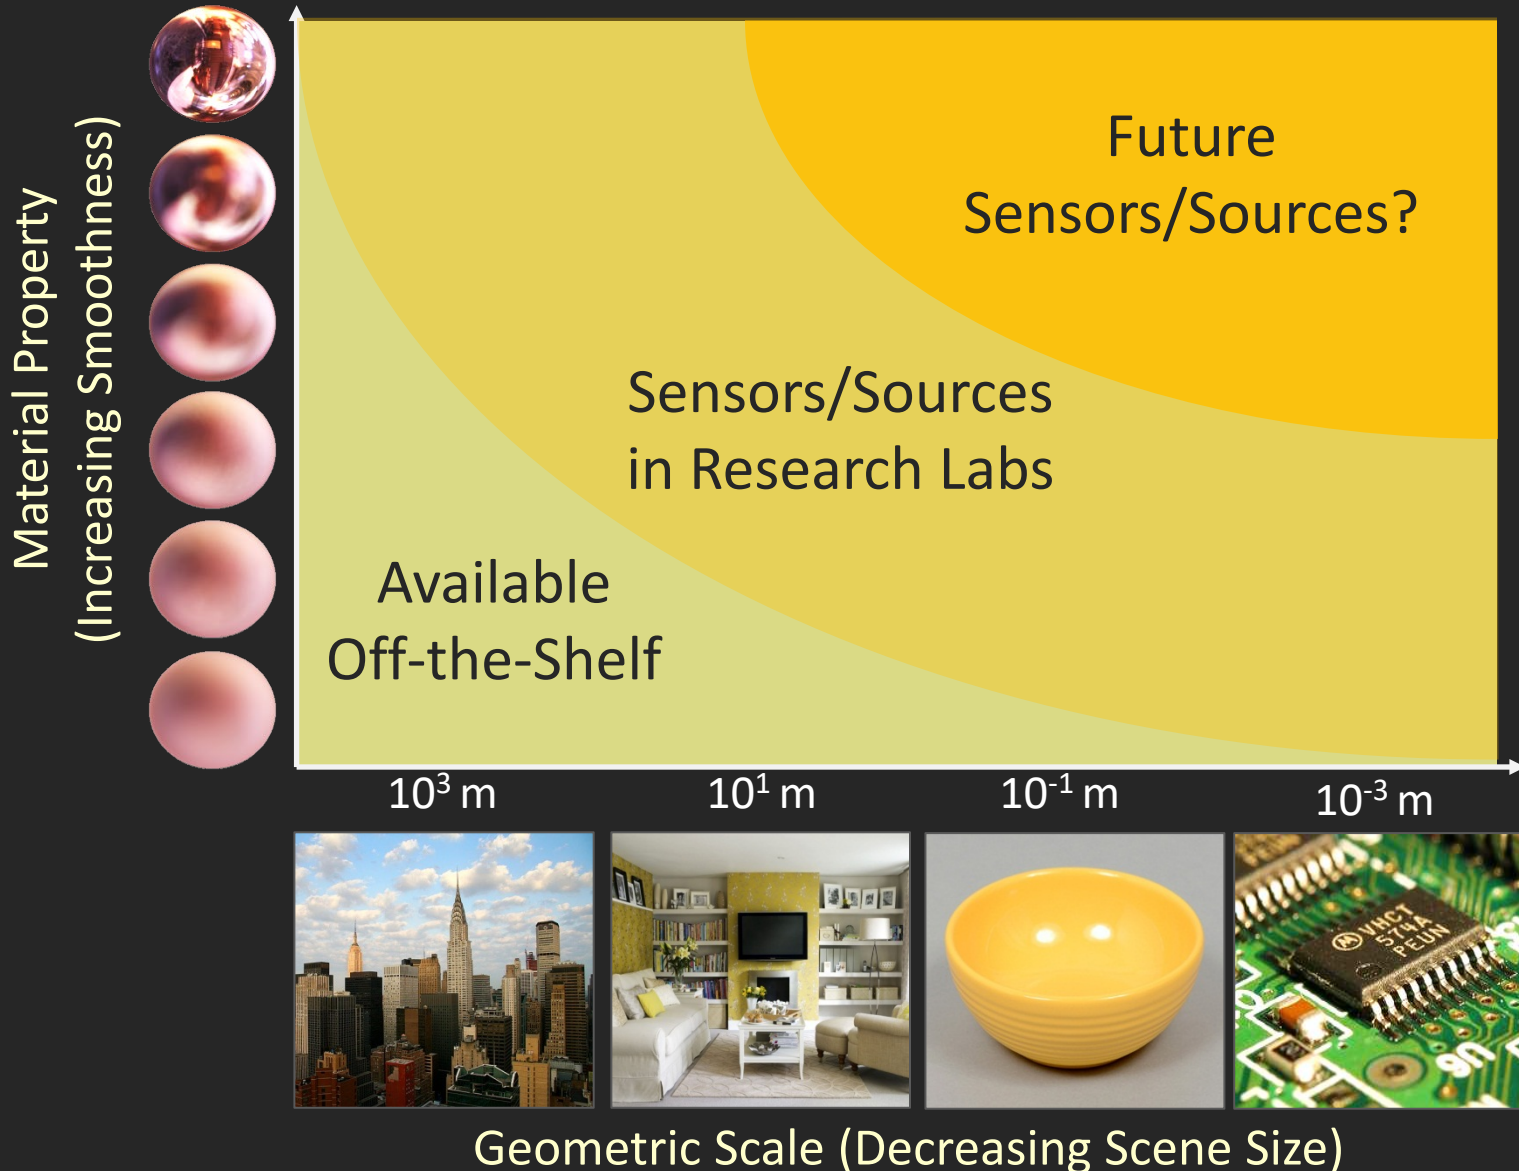 Material Property
(Increasing Smoothness)
Future
Sensors/Sources?
Sensors/Sources
in Research Labs
Available
Off-the-Shelf
10³ m
10¹ m
10⁻¹ m
10⁻³ m
VHCT
574A
PEUN
U6
Geometric Scale (Decreasing Scene Size)